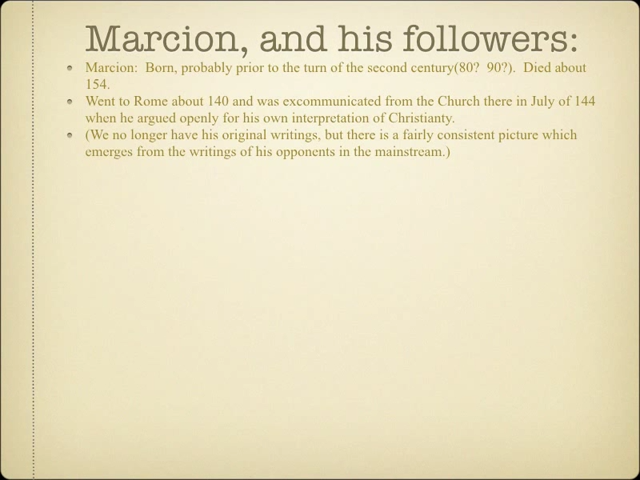 Marcion, and his followers:
Marcion:  Born, probably prior to the turn of the second century(80?  90?).  Died about
154.
Went to Rome about 140 and was excommunicated from the Church there in July of 144
when he argued openly for his own interpretation of Christianty.
(We no longer have his original writings, but there is a fairly consistent picture which
emerges from the writings of his opponents in the mainstream.)